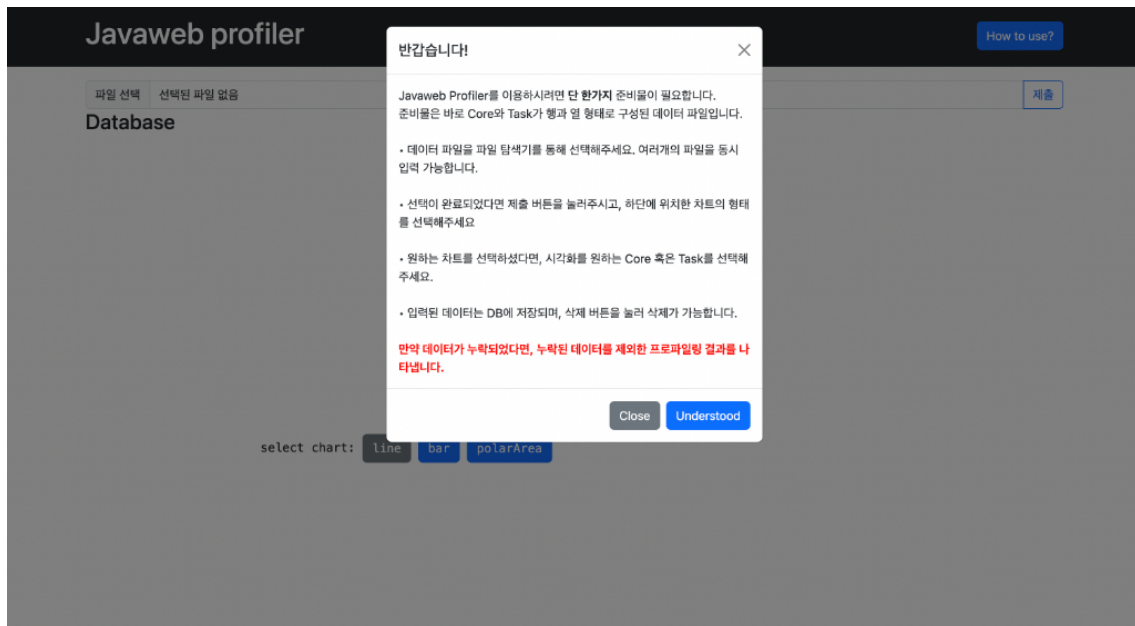 Javaweb profiler
How to use?
파일 선택 선택된 파일 없음
제출
Database
반갑습니다!
Javaweb Profiler를 이용하시려면 단 한가지 준비물이 필요합니다.
준비물은 바로 Core와 Task가 행과 열 형태로 구성된 데이터 파일입니다.
• 데이터 파일을 파일 탐색기를 통해 선택해주세요. 여러개의 파일을 동시
입력 가능합니다.
• 선택이 완료되었다면 제출 버튼을 눌러주시고, 하단에 위치한 차트의 형태
를 선택해주세요
• 원하는 차트를 선택하셨다면, 시각화를 원하는 Core 혹은 Task를 선택해
주세요.
• 입력된 데이터는 DB에 저장되며, 삭제 버튼을 눌러 삭제가 가능합니다.
만약 데이터가 누락되었다면, 누락된 데이터를 제외한 프로파일링 결과를 나
타냅니다.
Close Understood
select chart: line bar polarArea